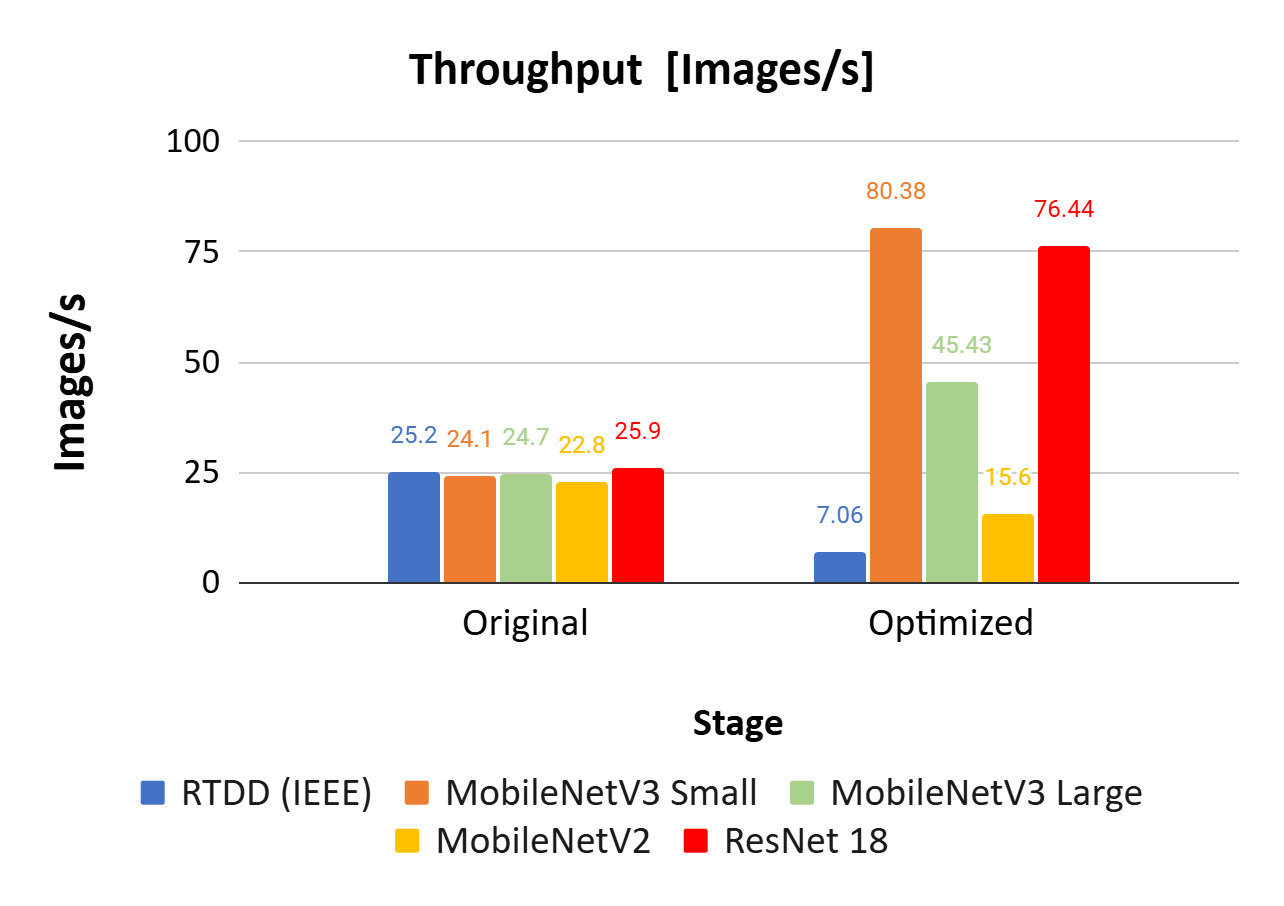 Throughput [Images/s]
100
75
50
25
0
Images/s
25.2
24.1
24.7
22.8
25.9
7.06
80.38
45.43
15.6
76.44
Original
Optimized
Stage
RTDD (IEEE) MobileNetV3 Small MobileNetV3 Large
MobileNetV2 ResNet 18